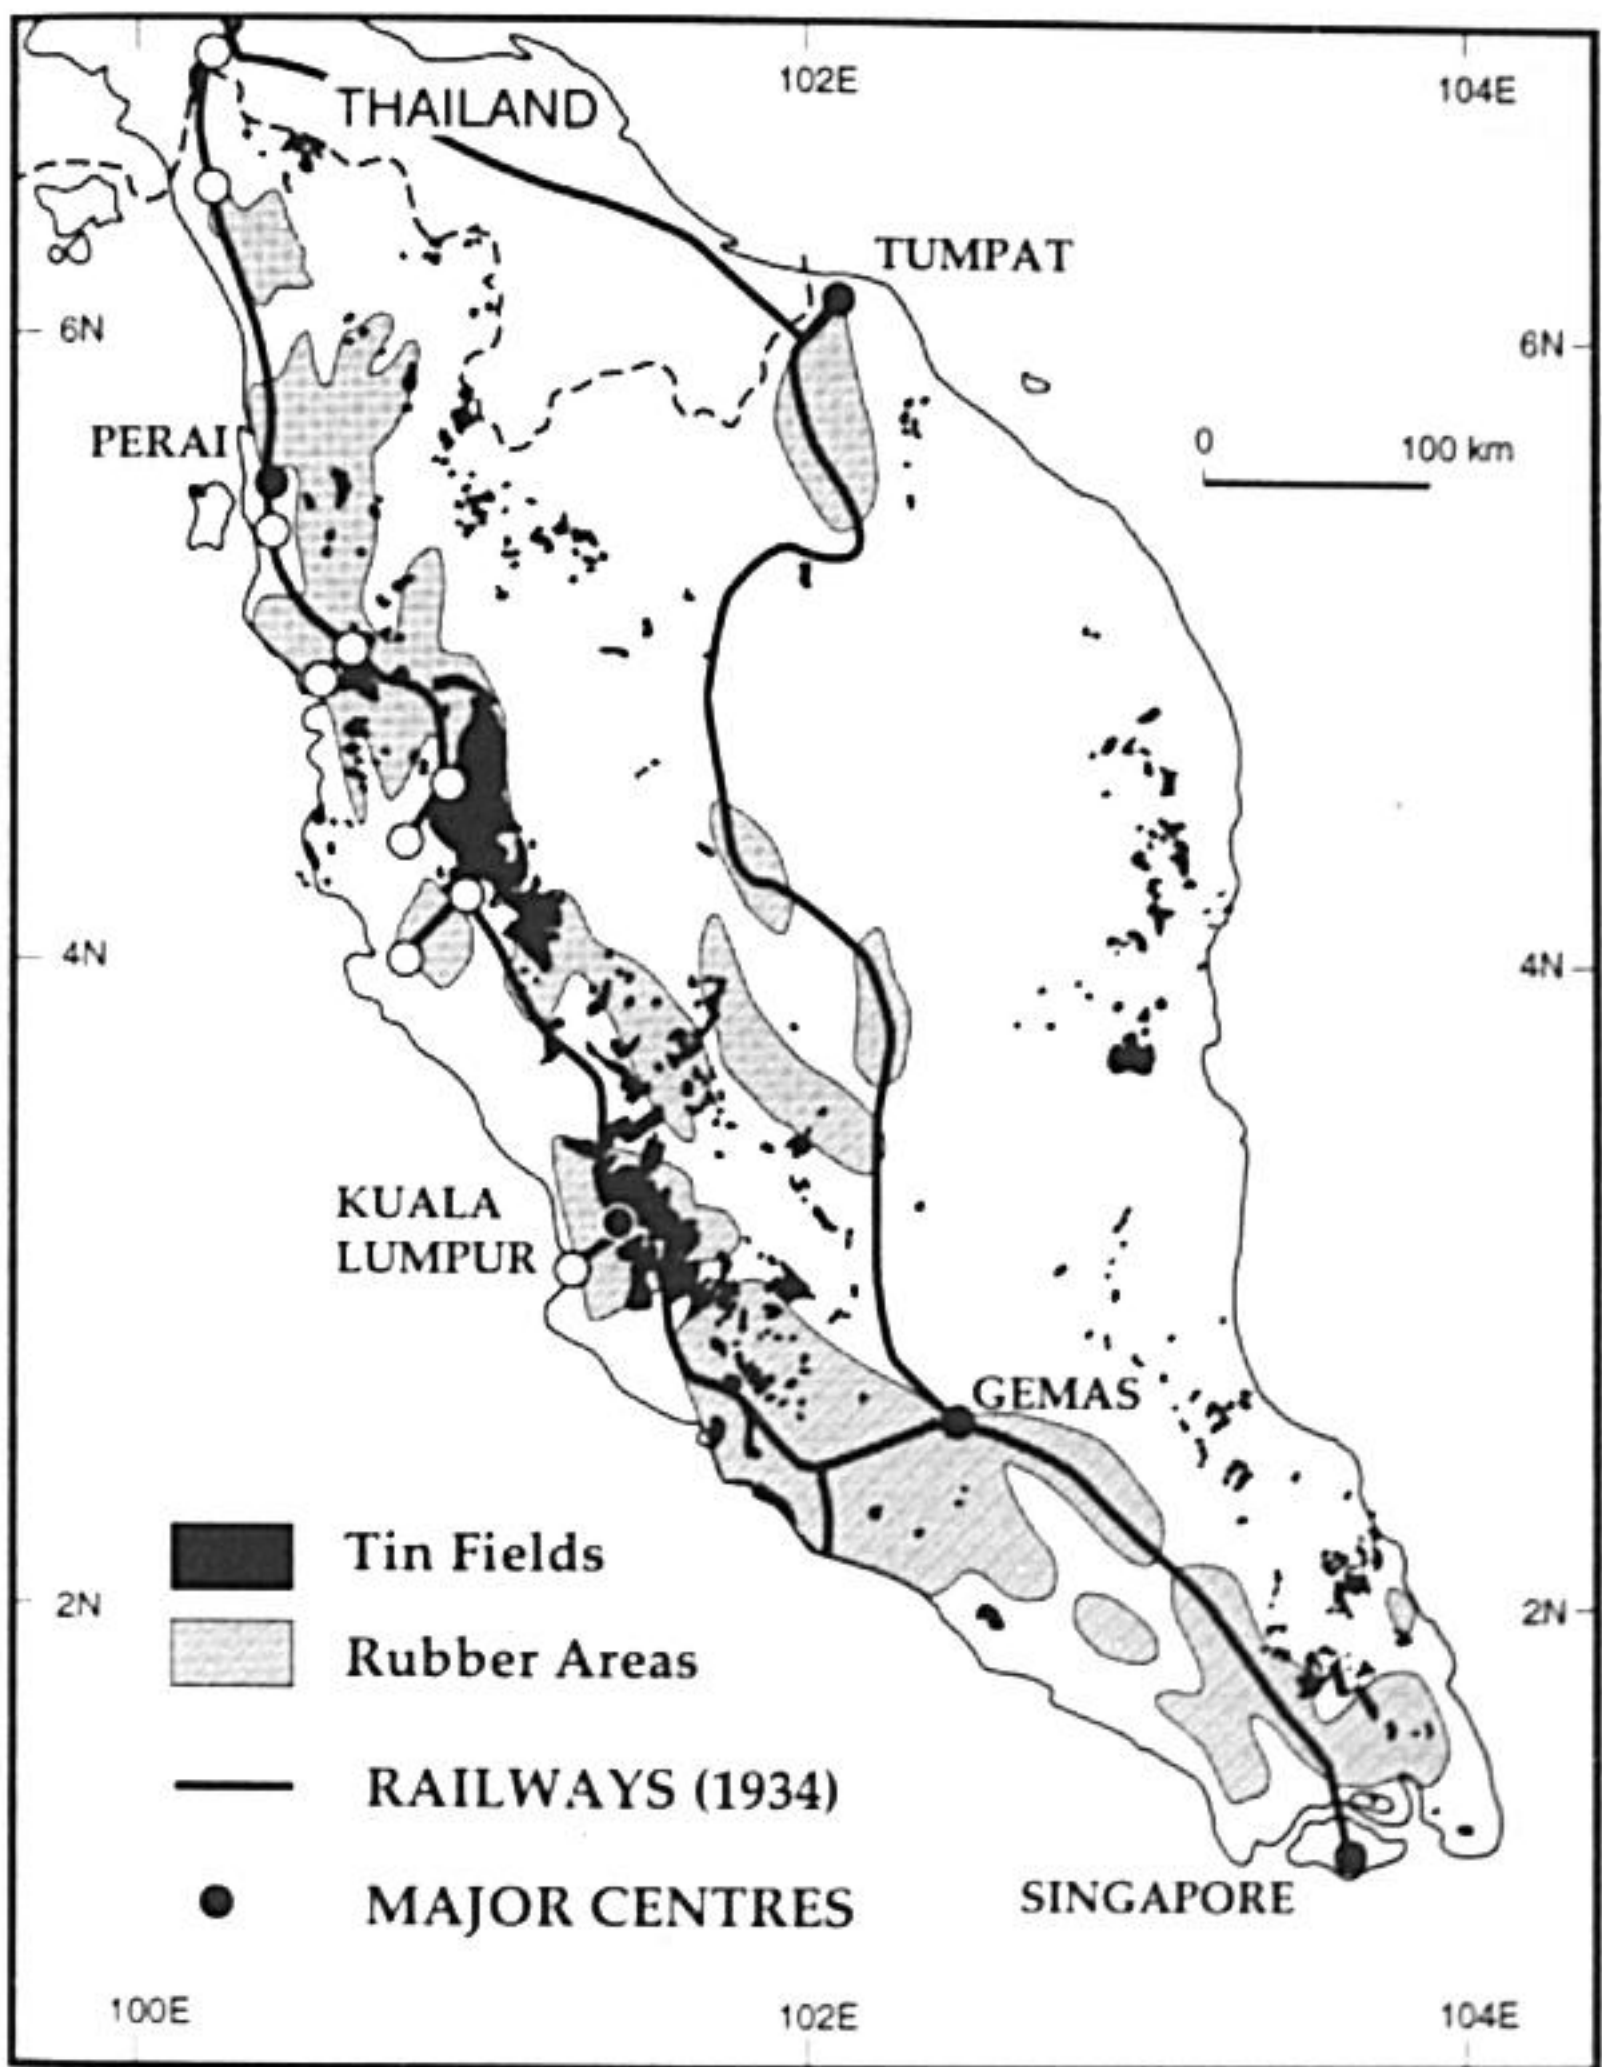 102E
104E
THAILAND
TUMPAT
6N
6N
PERAI
0
100 km
4N
4N
KUALA
LUMPUR
GEMAS
Tin Fields
2N
2N
Rubber Areas
RAILWAYS (1934)
SINGAPORE
MAJOR CENTRES
100E
102E
104E